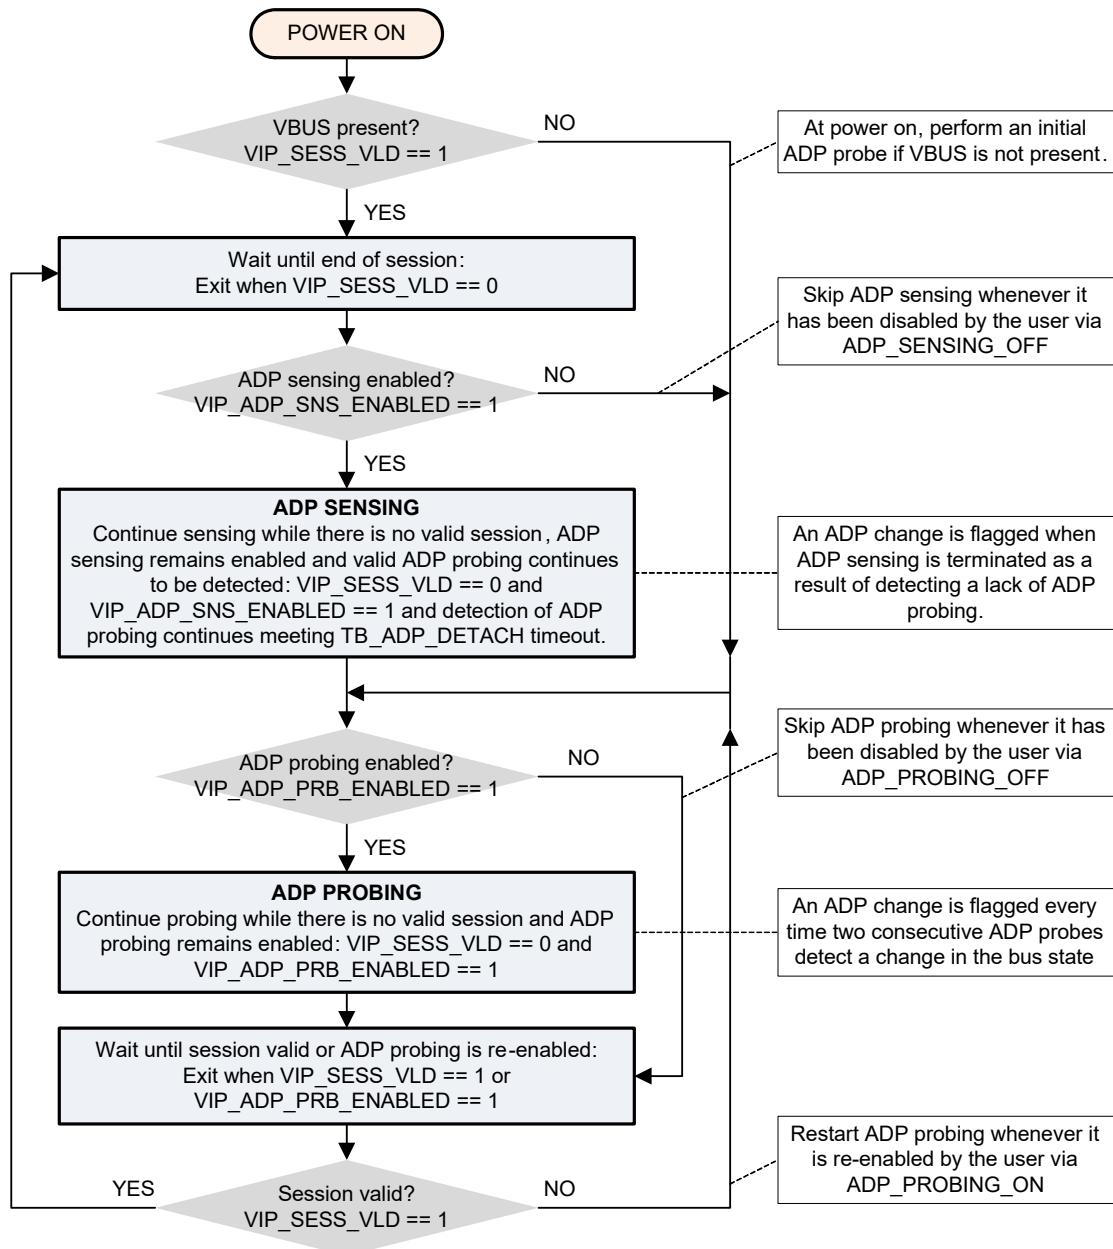 POWER ON
VBUS present?
VIP_SESS_VLD == 1
NO
At power on, perform an initial
ADP probe if VBUS is not present.
YES
Wait until end of session:
Exit when VIP_SESS_VLD == 0
Skip ADP sensing whenever it
has been disabled by the user via
ADP_SENSING_OFF
ADP sensing enabled?
VIP_ADP_SNS_ENABLED == 1
NO
YES
ADP SENSING
Continue sensing while there is no valid session, ADP
sensing remains enabled and valid ADP probing continues
to be detected: VIP_SESS_VLD == 0 and
VIP_ADP_SNS_ENABLED == 1 and detection of ADP
probing continues meeting TB_ADP_DETACH timeout.
An ADP change is flagged when
ADP sensing is terminated as a
result of detecting a lack of ADP
probing.
ADP probing enabled?
VIP_ADP_PRB_ENABLED == 1
NO
Skip ADP probing whenever it has
been disabled by the user via
ADP_PROBING_OFF
YES
ADP PROBING
Continue probing while there is no valid session and ADP
probing remains enabled: VIP_SESS_VLD == 0 and
VIP_ADP_PRB_ENABLED == 1
An ADP change is flagged every
time two consecutive ADP probes
detect a change in the bus state
Wait until session valid or ADP probing is re-enabled:
Exit when VIP_SESS_VLD == 1 or
VIP_ADP_PRB_ENABLED == 1
Restart ADP probing whenever it
is re-enabled by the user via
ADP_PROBING_ON
YES
Session valid?
VIP_SESS_VLD == 1
NO